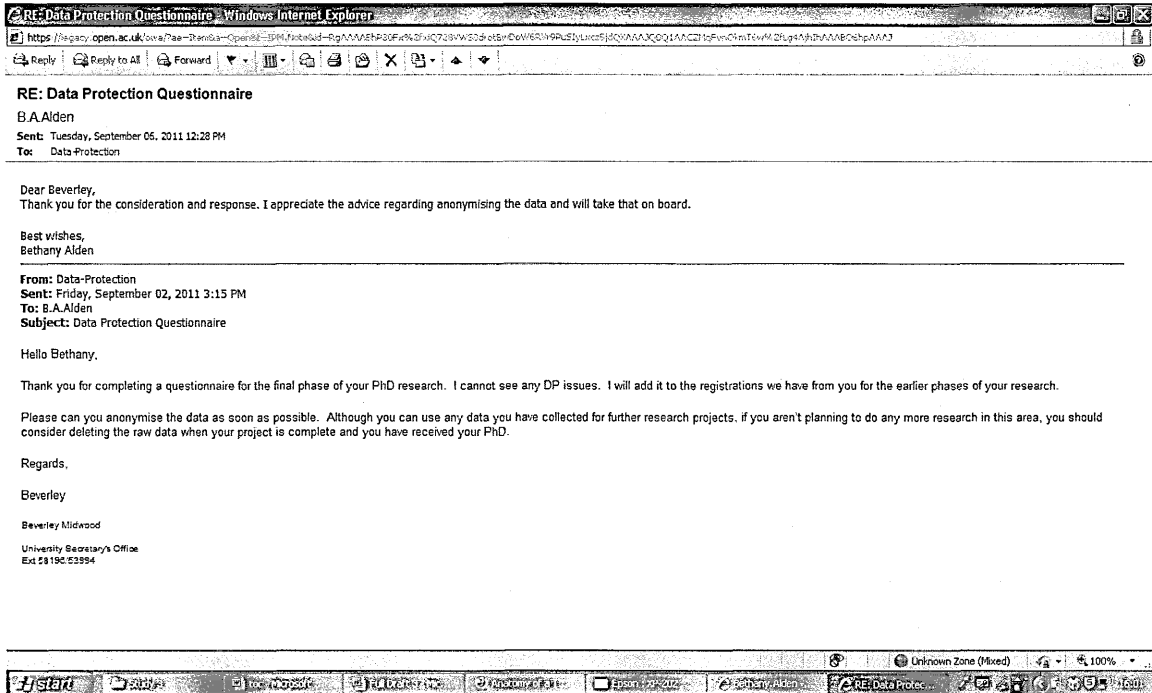 RE: Data Protection Questionnaire - Windows Internet Explorer
Reply Reply to All Forward
RE: Data Protection Questionnaire
B.A.Alden
Sent: Tuesday, September 06, 2011 12:28 PM
To: Data-Protection
Dear Beverley,
Thank you for the consideration and response. I appreciate the advice regarding anonymising the data and will take that on board.
Best wishes,
Bethany Alden
From: Data-Protection
Sent: Friday, September 02, 2011 3:15 PM
To: B.A.Alden
Subject: Data Protection Questionnaire
Hello Bethany,
Thank you for completing a questionnaire for the final phase of your PhD research. I cannot see any DP issues. I will add it to the registrations we have from you for the earlier phases of your research.
Please can you anonymise the data as soon as possible. Although you can use any data you have collected for further research projects, if you aren't planning to do any more research in this area, you should
consider deleting the raw data when your project is complete and you have received your PhD.
Regards,
Beverley
Beverley Midwood
University Secretary's Office
Unknown Zone (Mixed) 100%
start RE: Data Protec... 16:01